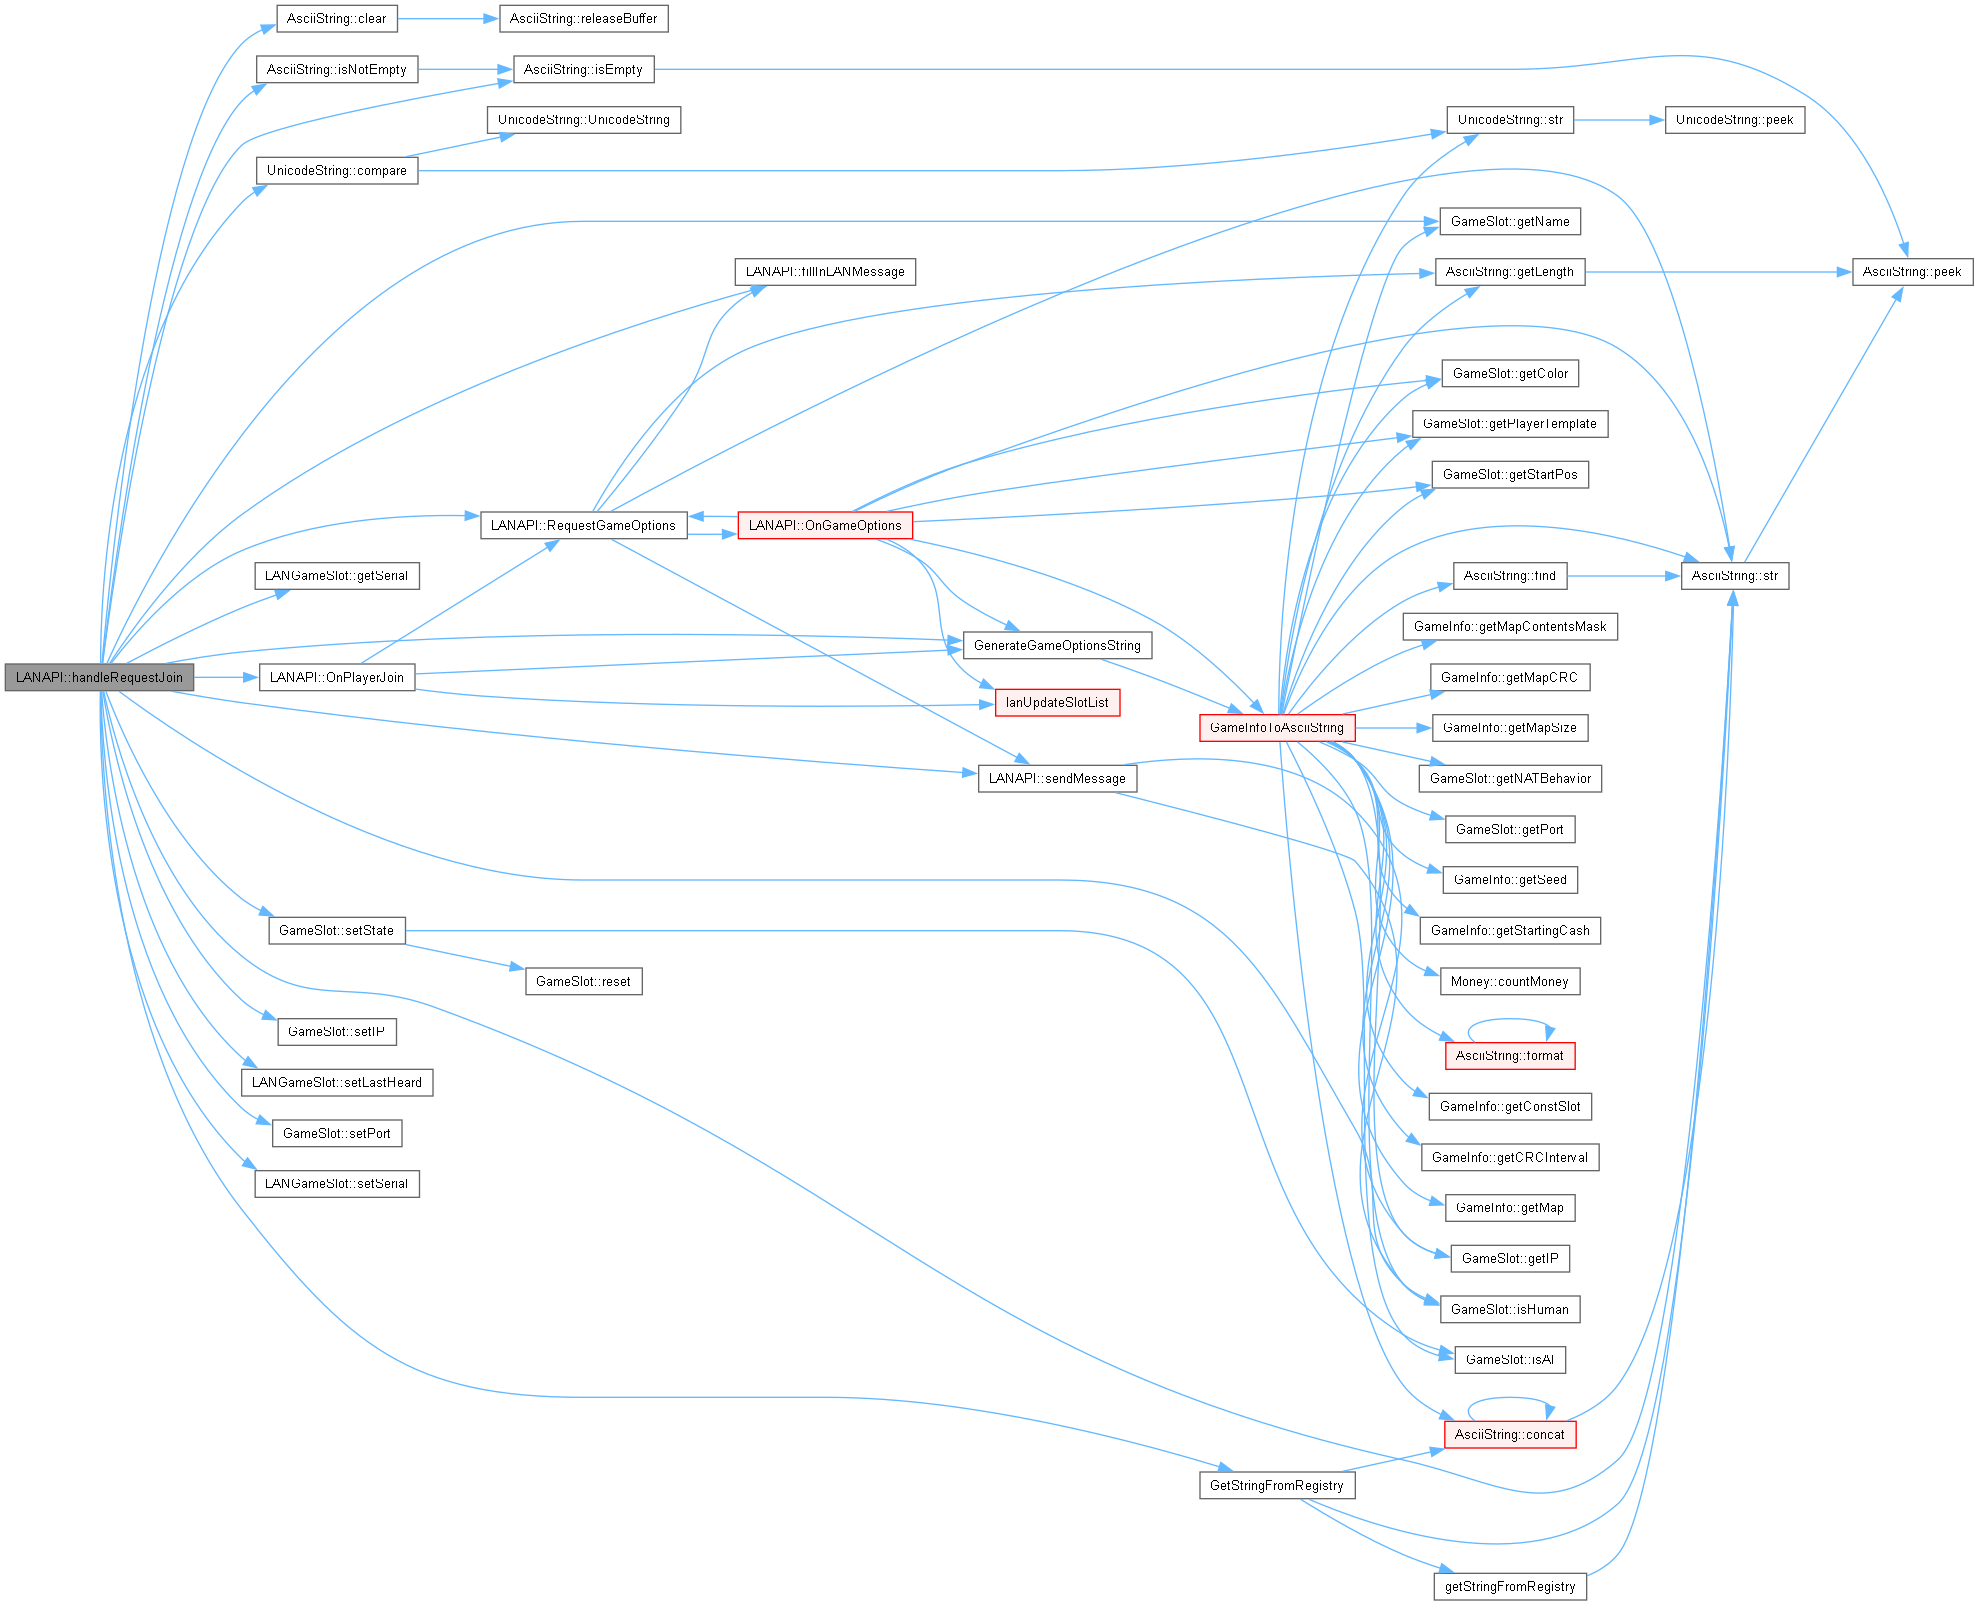 AsciiString::clear
AsciiString::releaseBuffer
AsciiString::isNotEmpty
AsciiString::isEmpty
UnicodeString::UnicodeString
UnicodeString::str
UnicodeString::peek
UnicodeString::compare
GameSlot::getName
LANAPI::fillInLANMessage
AsciiString::getLength
AsciiString::peek
GameSlot::getColor
GameSlot::getPlayerTemplate
GameSlot::getStartPos
LANAPI::RequestGameOptions
LANAPI::OnGameOptions
LANGameSlot::getSerial
AsciiString::find
AsciiString::str
GameInfo::getMapContentsMask
GenerateGameOptionsString
LANAPI::handleRequestJoin
LANAPI::OnPlayerJoin
GameInfo::getMapCRC
lanUpdateSlotList
GameInfoToAsciiString
GameInfo::getMapSize
LANAPI::sendMessage
GameSlot::getNATBehavior
GameSlot::getPort
GameInfo::getSeed
GameSlot::setState
GameInfo::getStartingCash
GameSlot::reset
Money::countMoney
GameSlot::setIP
AsciiString::format
LANGameSlot::setLastHeard
GameInfo::getConstSlot
GameSlot::setPort
GameInfo::getCRCInterval
LANGameSlot::setSerial
GameInfo::getMap
GameSlot::getIP
GameSlot::isHuman
GameSlot::isAI
AsciiString::concat
GetStringFromRegistry
getStringFromRegistry